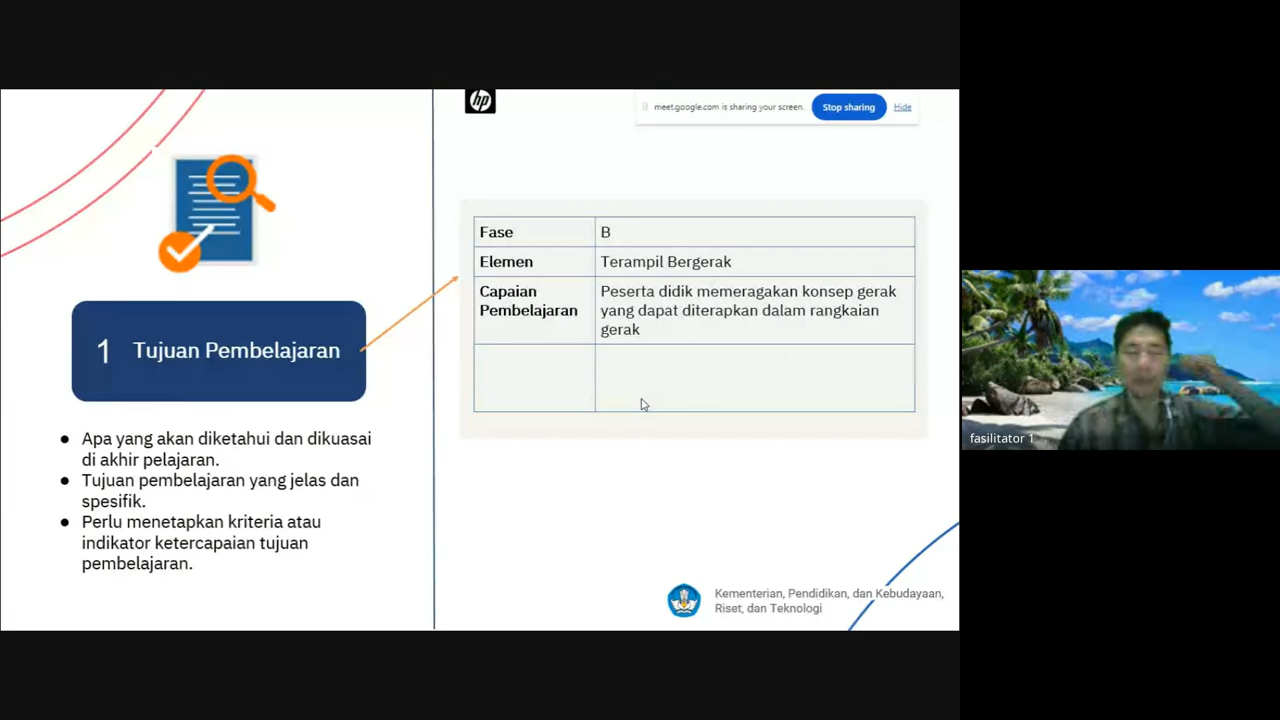 hp
meet.google.com is sharing your screen.
Stop sharing
Hide
1 Tujuan Pembelajaran
● Apa yang akan diketahui dan dikuasai
di akhir pelajaran.
● Tujuan pembelajaran yang jelas dan
spesifik.
● Perlu menetapkan kriteria atau
indikator ketercapaian tujuan
pembelajaran.
Fase B
Elemen Terampil Bergerak
Capaian Pembelajaran
Peserta didik memeragakan konsep gerak
yang dapat diterapkan dalam rangkaian
gerak
Kementerian, Pendidikan, dan Kebudayaan,
Riset, dan Teknologi
fasilitator 1